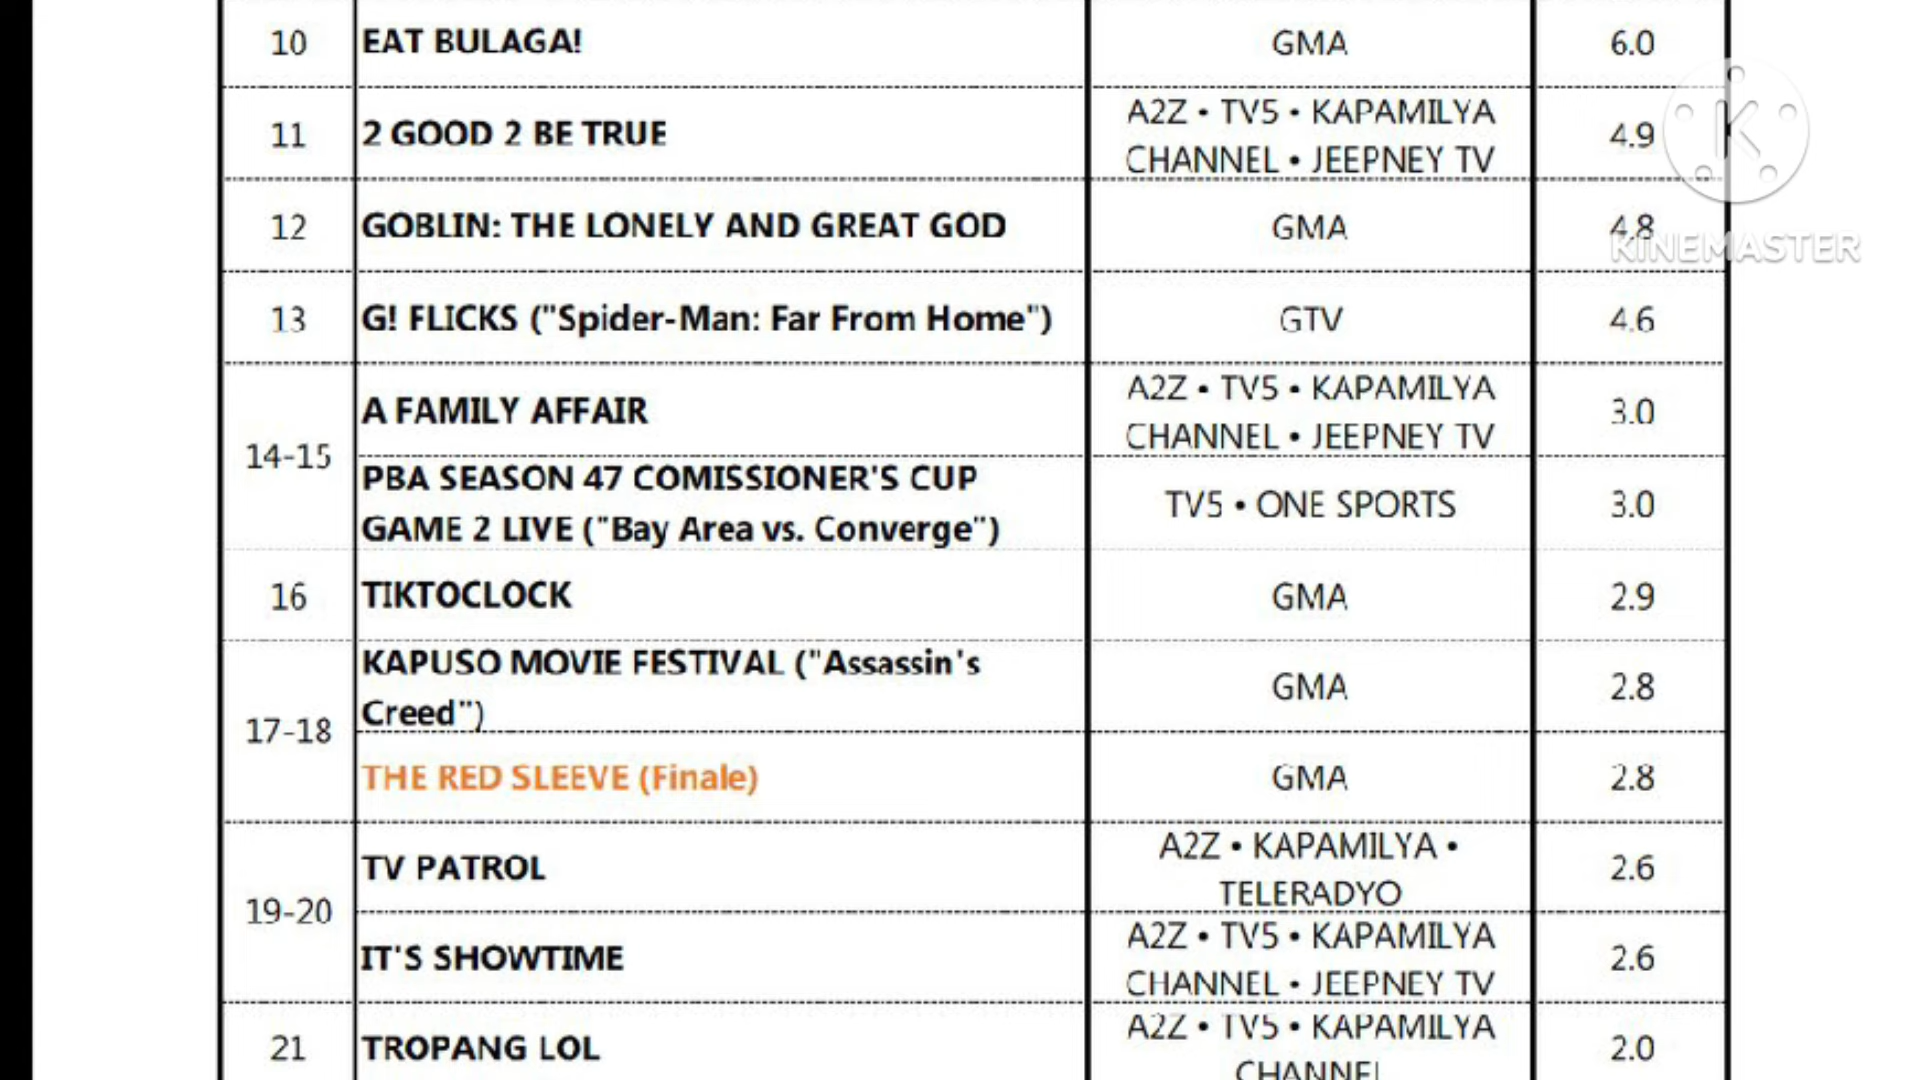 10 EAT BULAGA! GMA 6.0
A2Z • TV5 • KAPAMILYA
11 2 GOOD 2 BE TRUE 4.9
CHANNEL • JEEPNEY TV
12 GOBLIN: THE LONELY AND GREAT GOD GMA 4.8
KINEMASTER
13 G! FLICKS ("Spider-Man: Far From Home") GTV 4.6
A2Z • TV5 • KAPAMILYA
A FAMILY AFFAIR 3.0
CHANNEL • JEEPNEY TV
14-15
PBA SEASON 47 COMISSIONER'S CUP
TV5 • ONE SPORTS 3.0
GAME 2 LIVE ("Bay Area vs. Converge")
16 TIKTOCLOCK GMA 2.9
KAPUSO MOVIE FESTIVAL ("Assassin's
GMA 2.8
Creed")
17-18
THE RED SLEEVE (Finale) GMA 2.8
A2Z • KAPAMILYA •
TV PATROL 2.6
TELERADYO
19-20
A2Z • TV5 • KAPAMILYA
IT'S SHOWTIME 2.6
CHANNEL • JEEPNEY TV
A2Z • TV5 • KAPAMILYA
21 TROPANG LOL 2.0
CHANNEL